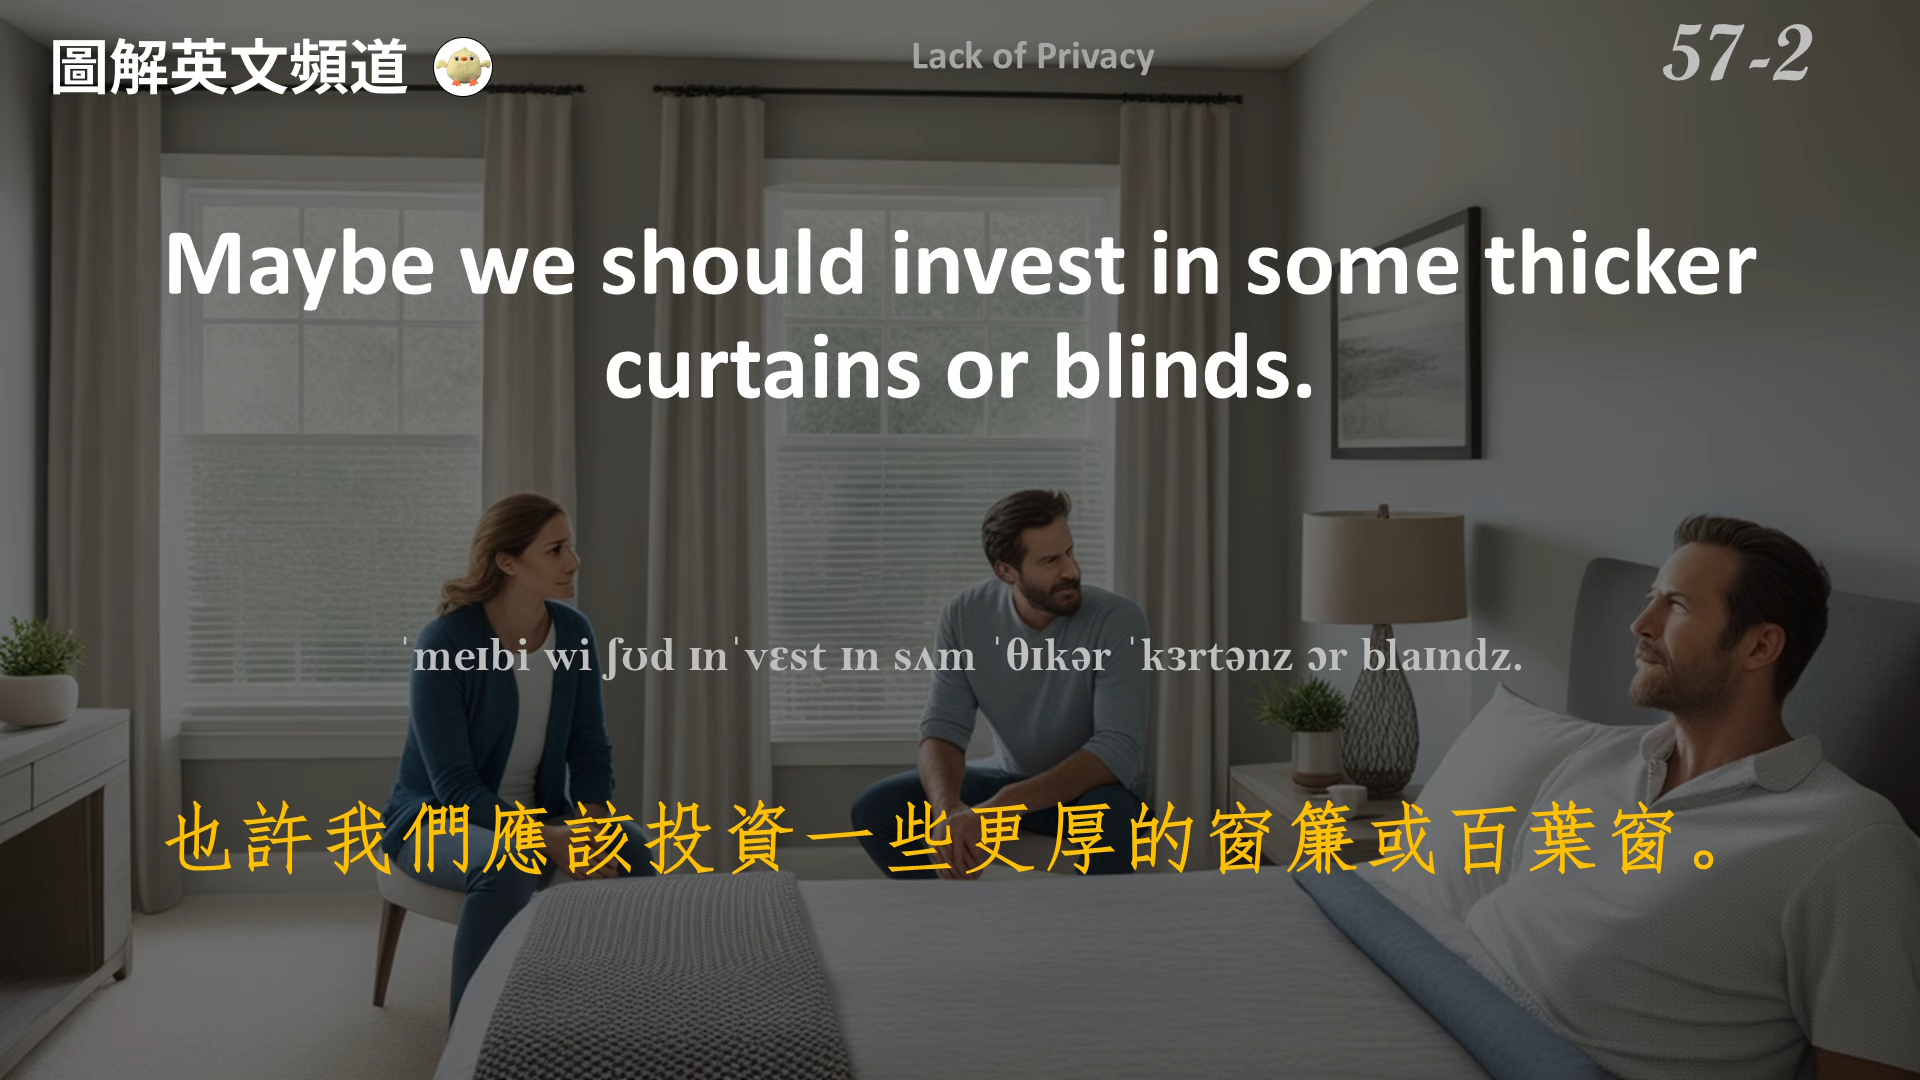 圖解英文頻道
Lack of Privacy
57-2
Maybe we should invest in some thicker
curtains or blinds.
ˈmeɪbi wi ʃʊd ɪnˈvɛst ɪn sʌm ˈθɪkər ˈkɜrtənz ɔr blaɪndz.
也許我們應該投資一些更厚的窗簾或百葉窗。